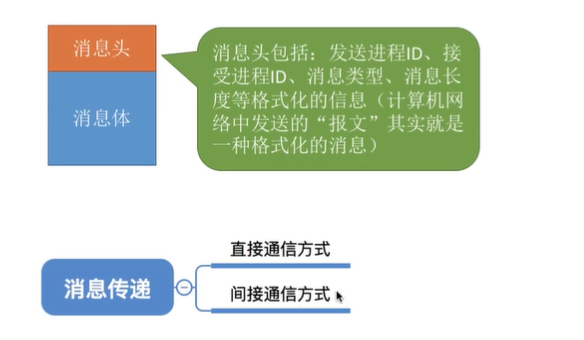 消息头
消息体
消息头包括：发送进程ID、接
受进程ID、消息类型、消息长
度等格式化的信息（计算机网
络中发送的“报文”其实就是
一种格式化的消息）
直接通信方式
消息传递
间接通信方式